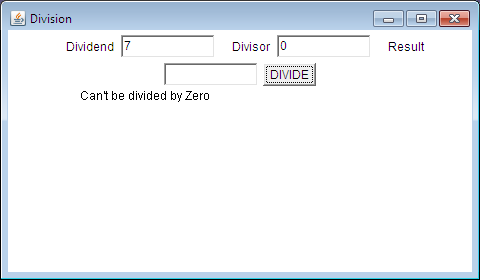 Division
Dividend 7 Divisor 0 Result
DIVIDE
Can't be divided by Zero